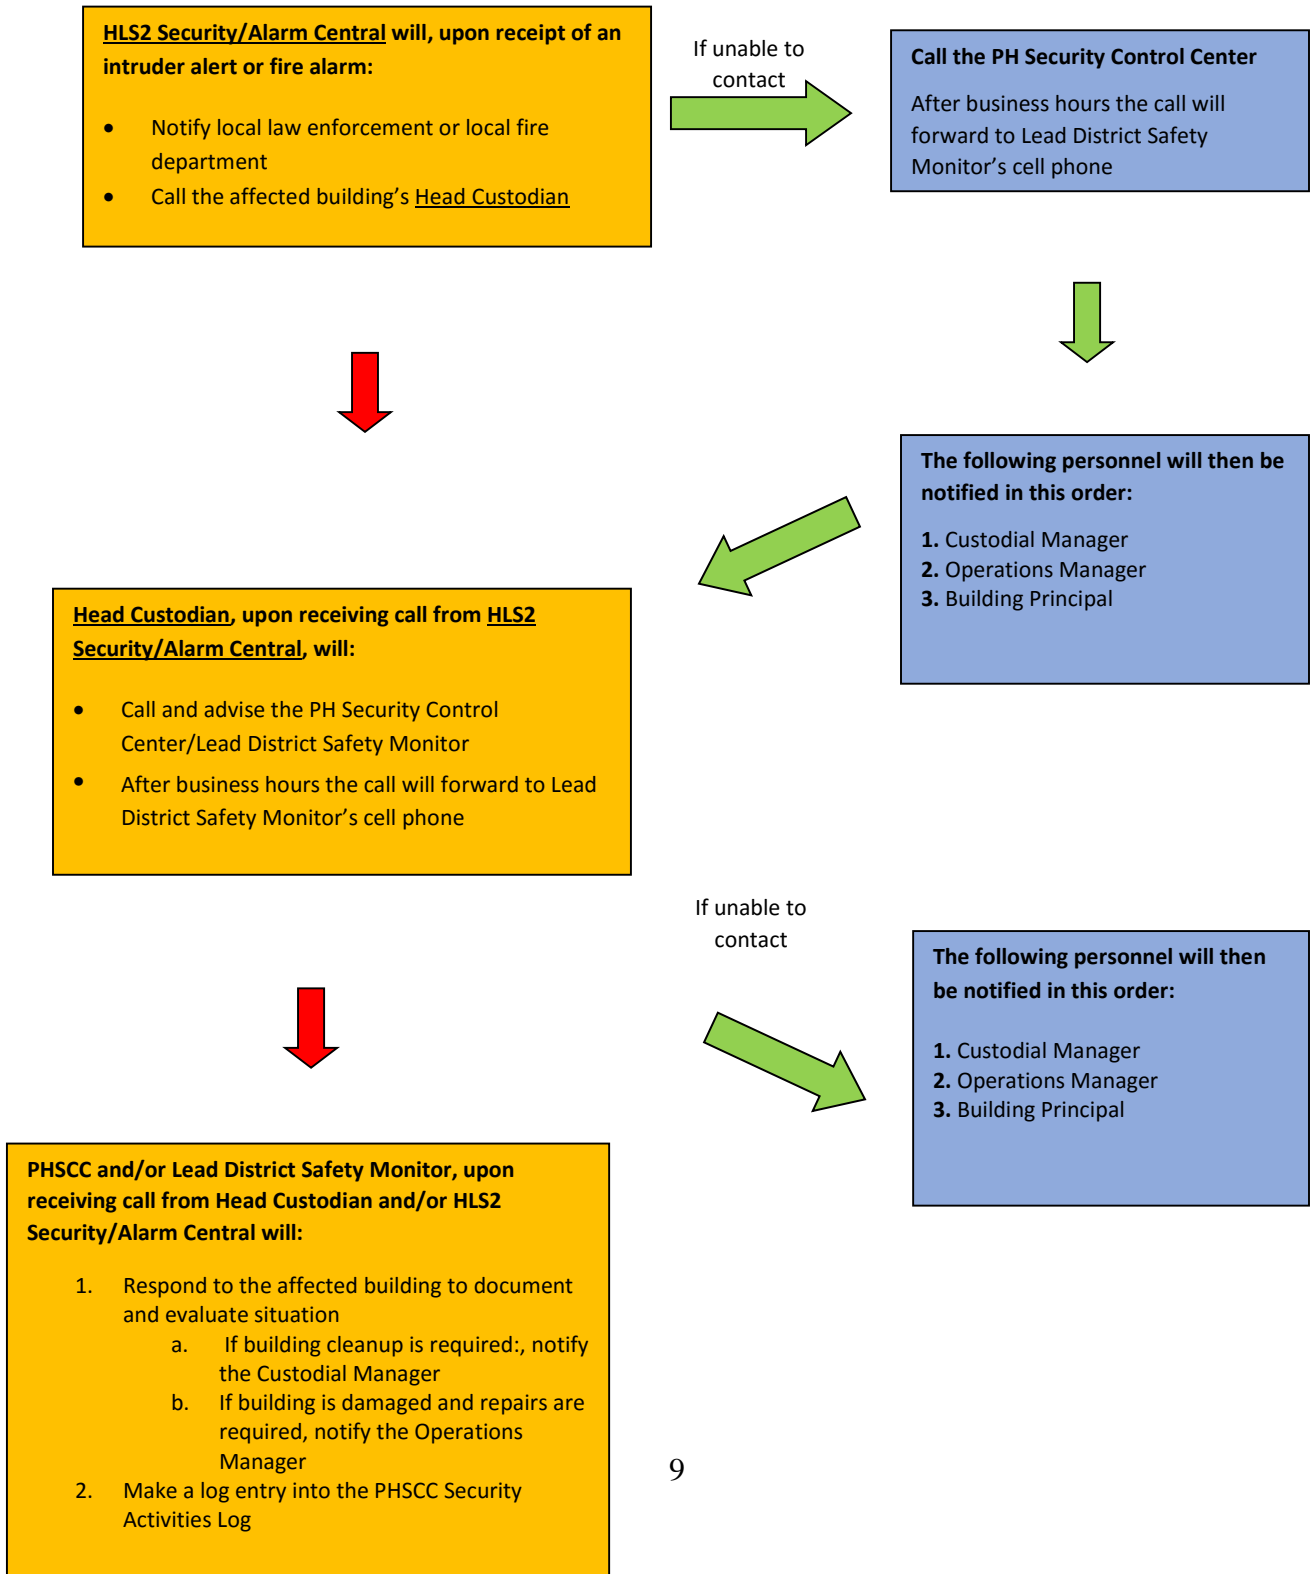 HLS2 Security/Alarm Central will, upon receipt of an
intruder alert or fire alarm:
• Notify local law enforcement or local fire
department
• Call the affected building’s Head Custodian
If unable to
contact
Call the PH Security Control Center
After business hours the call will
forward to Lead District Safety
Monitor’s cell phone
The following personnel will then be
notified in this order:
1. Custodial Manager
2. Operations Manager
3. Building Principal
Head Custodian, upon receiving call from HLS2
Security/Alarm Central, will:
• Call and advise the PH Security Control
Center/Lead District Safety Monitor
• After business hours the call will forward to Lead
District Safety Monitor’s cell phone
If unable to
contact
The following personnel will then
be notified in this order:
1. Custodial Manager
2. Operations Manager
3. Building Principal
PHSCC and/or Lead District Safety Monitor, upon
receiving call from Head Custodian and/or HLS2
Security/Alarm Central will:
1. Respond to the affected building to document
and evaluate situation
a. If building cleanup is required:, notify
the Custodial Manager
b. If building is damaged and repairs are
required, notify the Operations
Manager
2. Make a log entry into the PHSCC Security
Activities Log
9